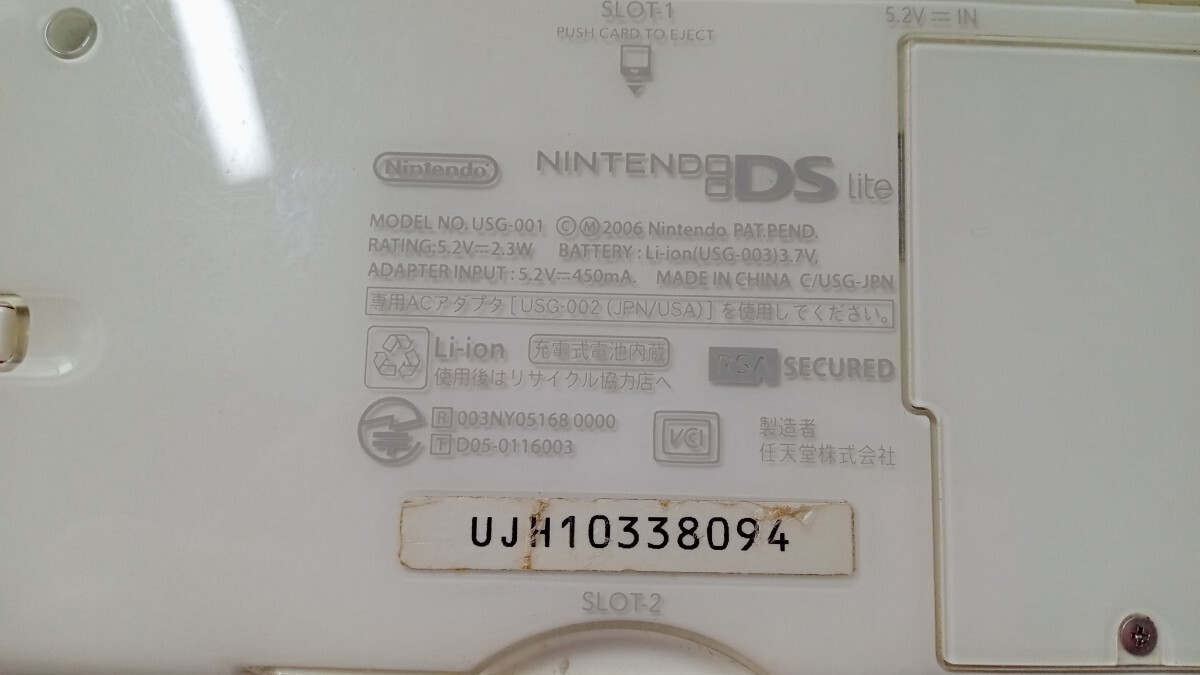 SLOT-1
PUSH CARD TO EJECT
5.2V ⎓ IN
Nintendo
NINTENDO DS lite
MODEL NO. USG-001 ©Ⓜ2006 Nintendo PAT.PEND.
RATING:5.2V⎓2.3W BATTERY : Li-ion(USG-003)3.7V,
ADAPTER INPUT : 5.2V⎓450mA. MADE IN CHINA C/USG-JPN
専用ACアダプタ [ USG-002 (JPN/USA) ] を使用してください。
Li-ion 充電式電池内蔵
使用後はリサイクル協力店へ
RSA SECURED
R 003NY05168 0000
T D05-0116003
VCI
製造者
任天堂株式会社
UJH10338094
SLOT-2